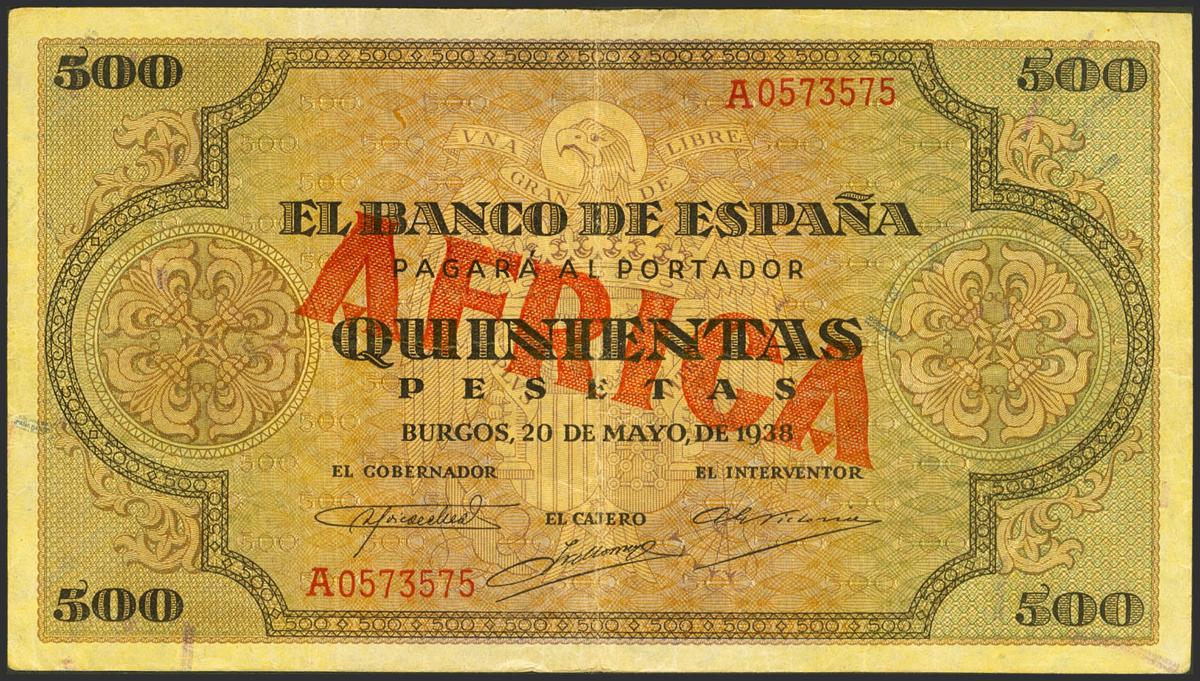 500
500
A0573575
VNA GRANDE LIBRE
EL BANCO DE ESPAÑA
PAGARÁ AL PORTADOR
AFRICA
QUINIENTAS
PESETAS
BURGOS, 20 DE MAYO, DE 1938
EL GOBERNADOR
EL INTERVENTOR
EL CAJERO
A0573575
500
500